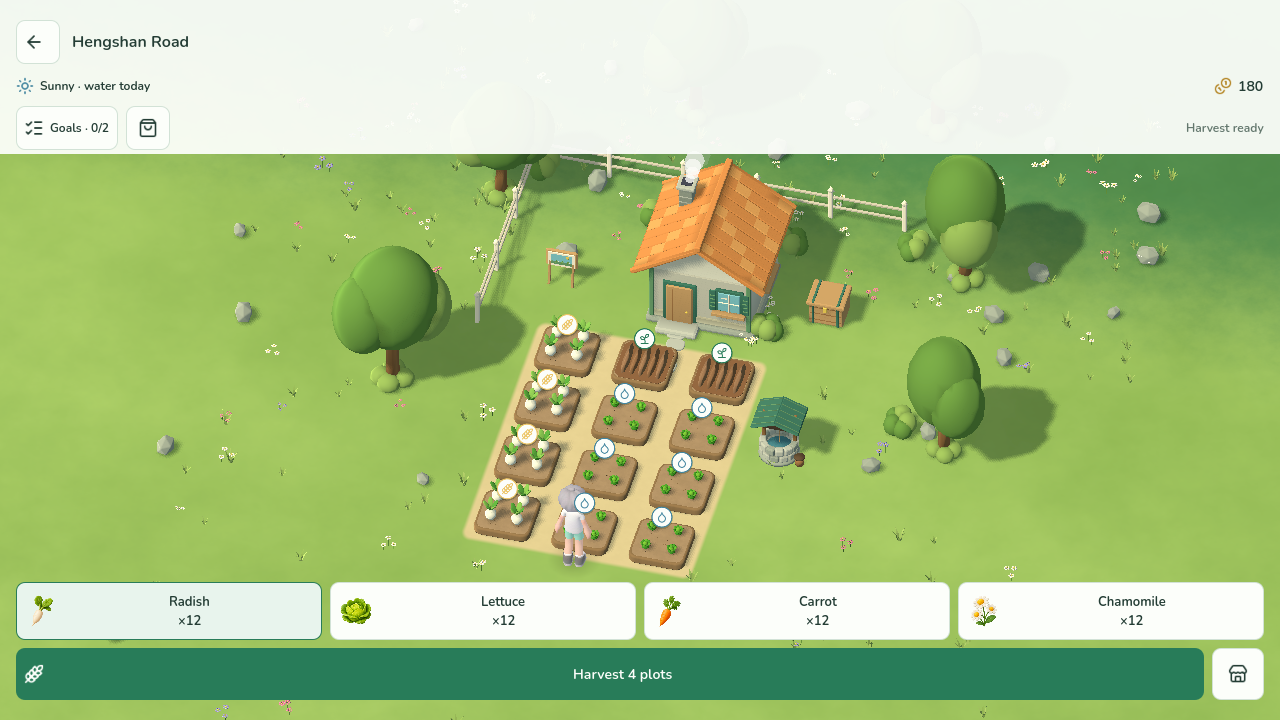 Hengshan Road
Sunny · water today
180
Goals · 0/2
Harvest ready
Radish
×12
Lettuce
×12
Carrot
×12
Chamomile
×12
Harvest 4 plots